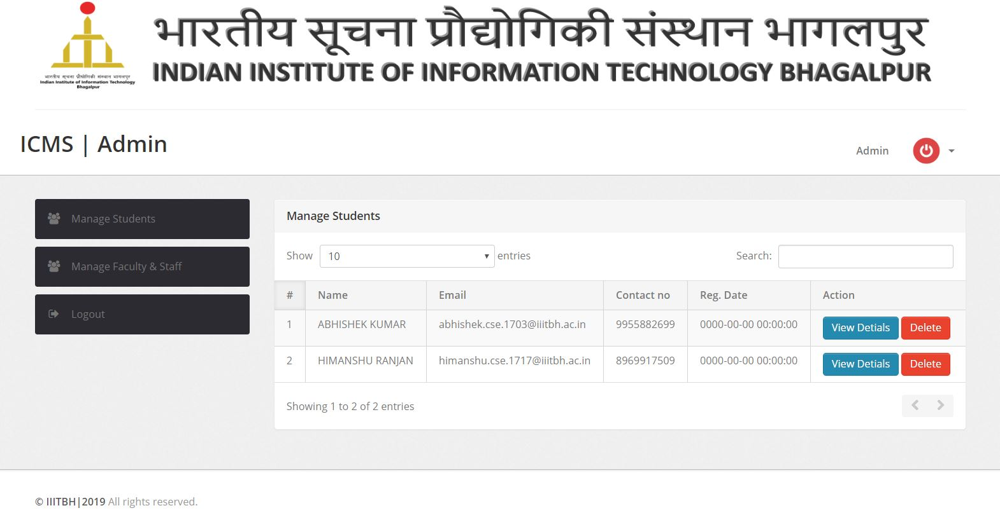 भारतीय सूचना प्रौद्योगिकी संस्थान भागलपुर
INDIAN INSTITUTE OF INFORMATION TECHNOLOGY BHAGALPUR
भारतीय सूचना प्रौद्योगिकी संस्थान भागलपुर
Indian Institute of Information Technology
Bhagalpur
ICMS | Admin
Admin
Manage Students
Manage Faculty & Staff
Logout
Manage Students
Show 10 entries Search:
# Name Email Contact no Reg. Date Action
1 ABHISHEK KUMAR abhishek.cse.1703@iiitbh.ac.in 9955882699 0000-00-00 00:00:00 View Detials Delete
2 HIMANSHU RANJAN himanshu.cse.1717@iiitbh.ac.in 8969917509 0000-00-00 00:00:00 View Detials Delete
Showing 1 to 2 of 2 entries
© IIITBH|2019 All rights reserved.